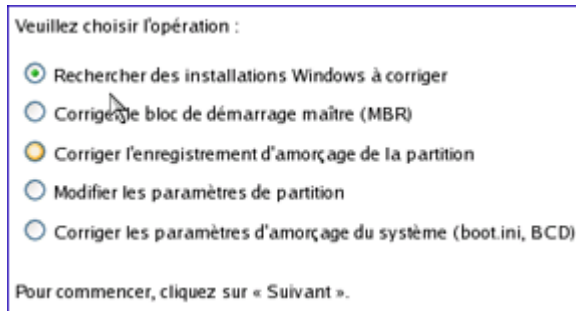 Veuillez choisir l'opération :
Rechercher des installations Windows à corriger
Corriger le bloc de démarrage maître (MBR)
Corriger l'enregistrement d'amorçage de la partition
Modifier les paramètres de partition
Corriger les paramètres d'amorçage du système (boot.ini, BCD)
Pour commencer, cliquez sur « Suivant ».